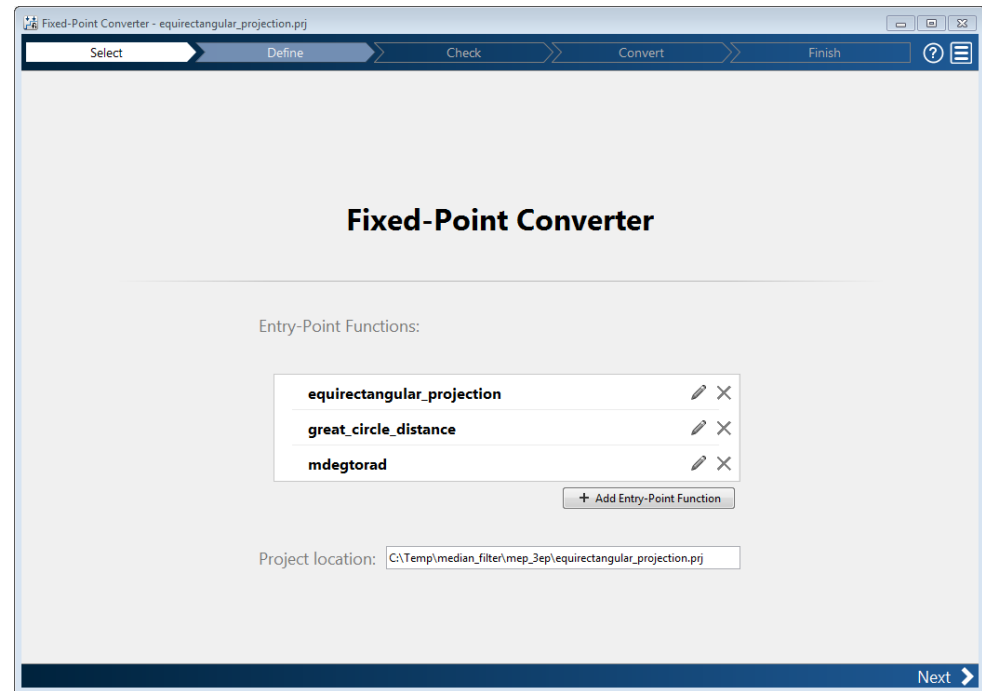 Fixed-Point Converter - equirectangular_projection.prj
Select Define Check Convert Finish
Fixed-Point Converter
Entry-Point Functions:
equirectangular_projection
great_circle_distance
mdegtorad
+ Add Entry-Point Function
Project location: C:\Temp\median_filter\mep_3ep\equirectangular_projection.prj
Next